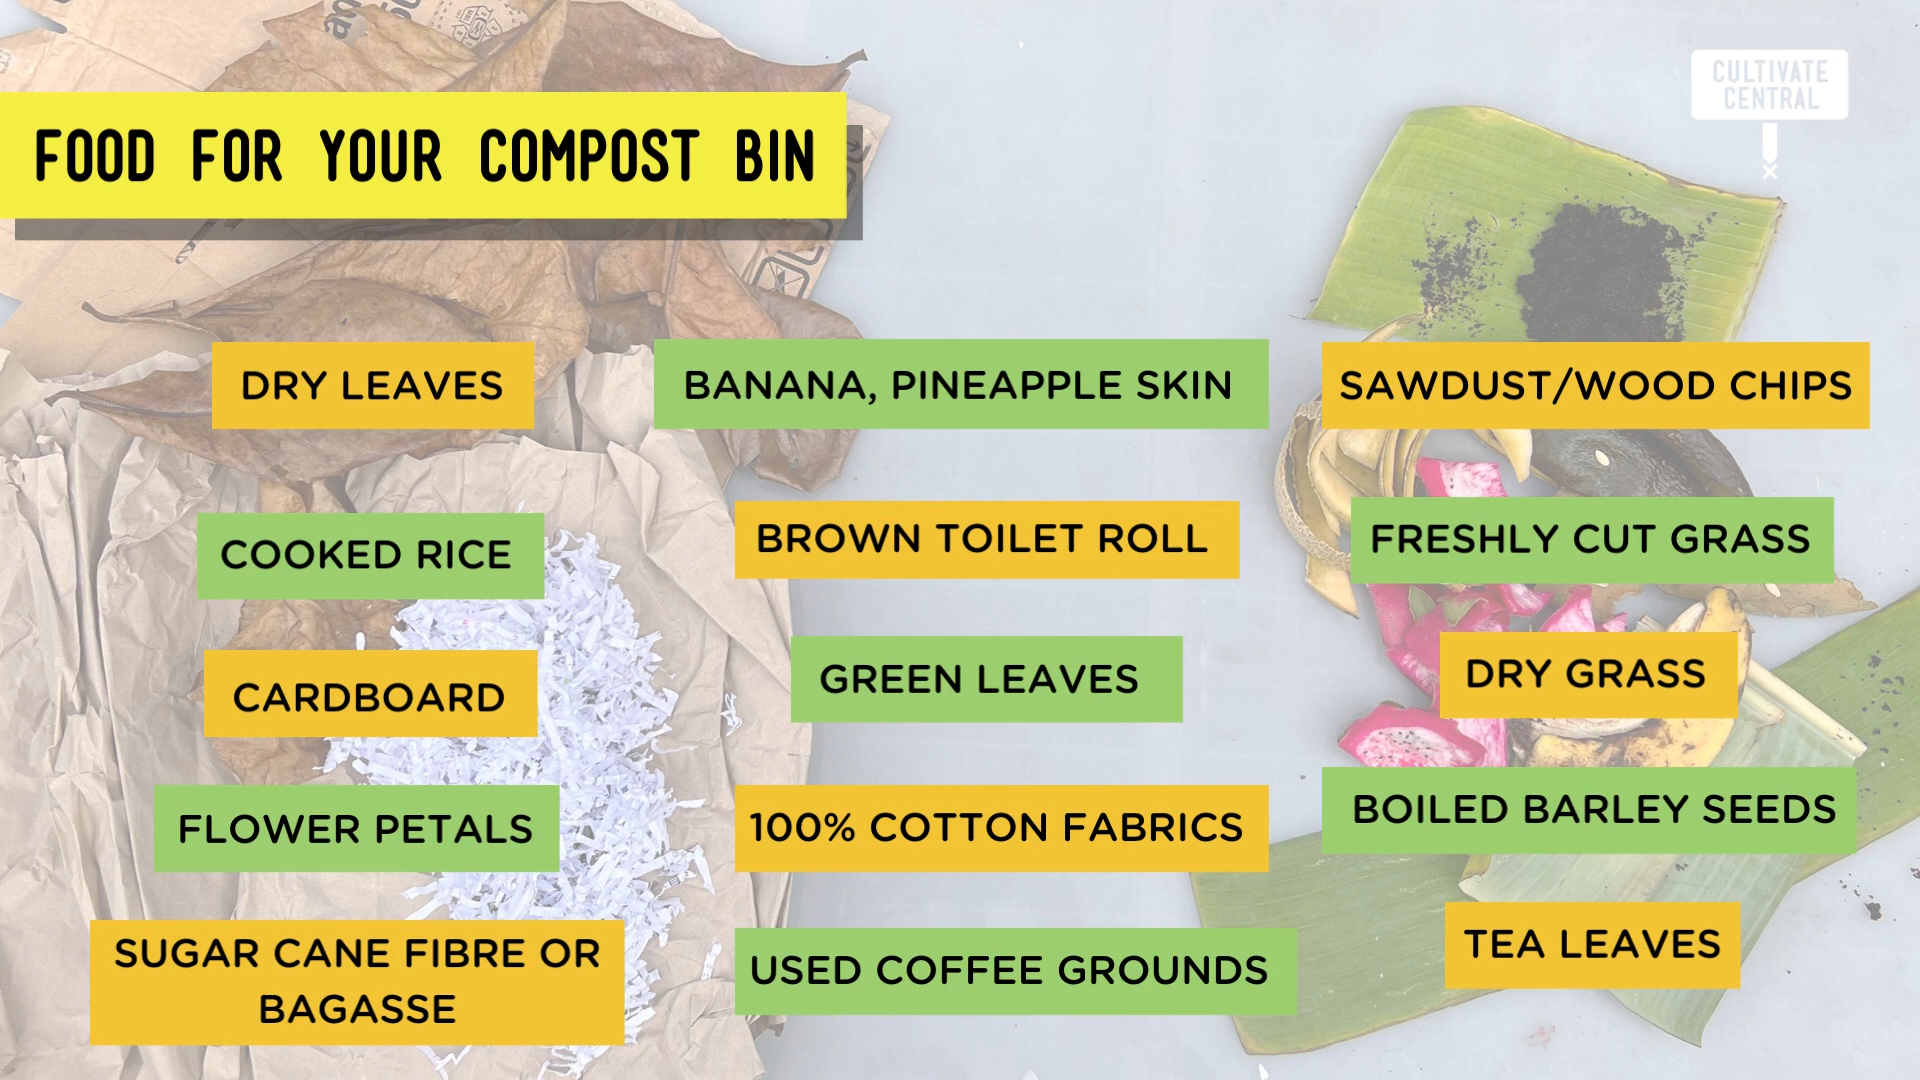 CULTIVATE
CENTRAL
FOOD FOR YOUR COMPOST BIN
DRY LEAVES
BANANA, PINEAPPLE SKIN
SAWDUST/WOOD CHIPS
COOKED RICE
BROWN TOILET ROLL
FRESHLY CUT GRASS
CARDBOARD
GREEN LEAVES
DRY GRASS
FLOWER PETALS
100% COTTON FABRICS
BOILED BARLEY SEEDS
SUGAR CANE FIBRE OR
BAGASSE
USED COFFEE GROUNDS
TEA LEAVES